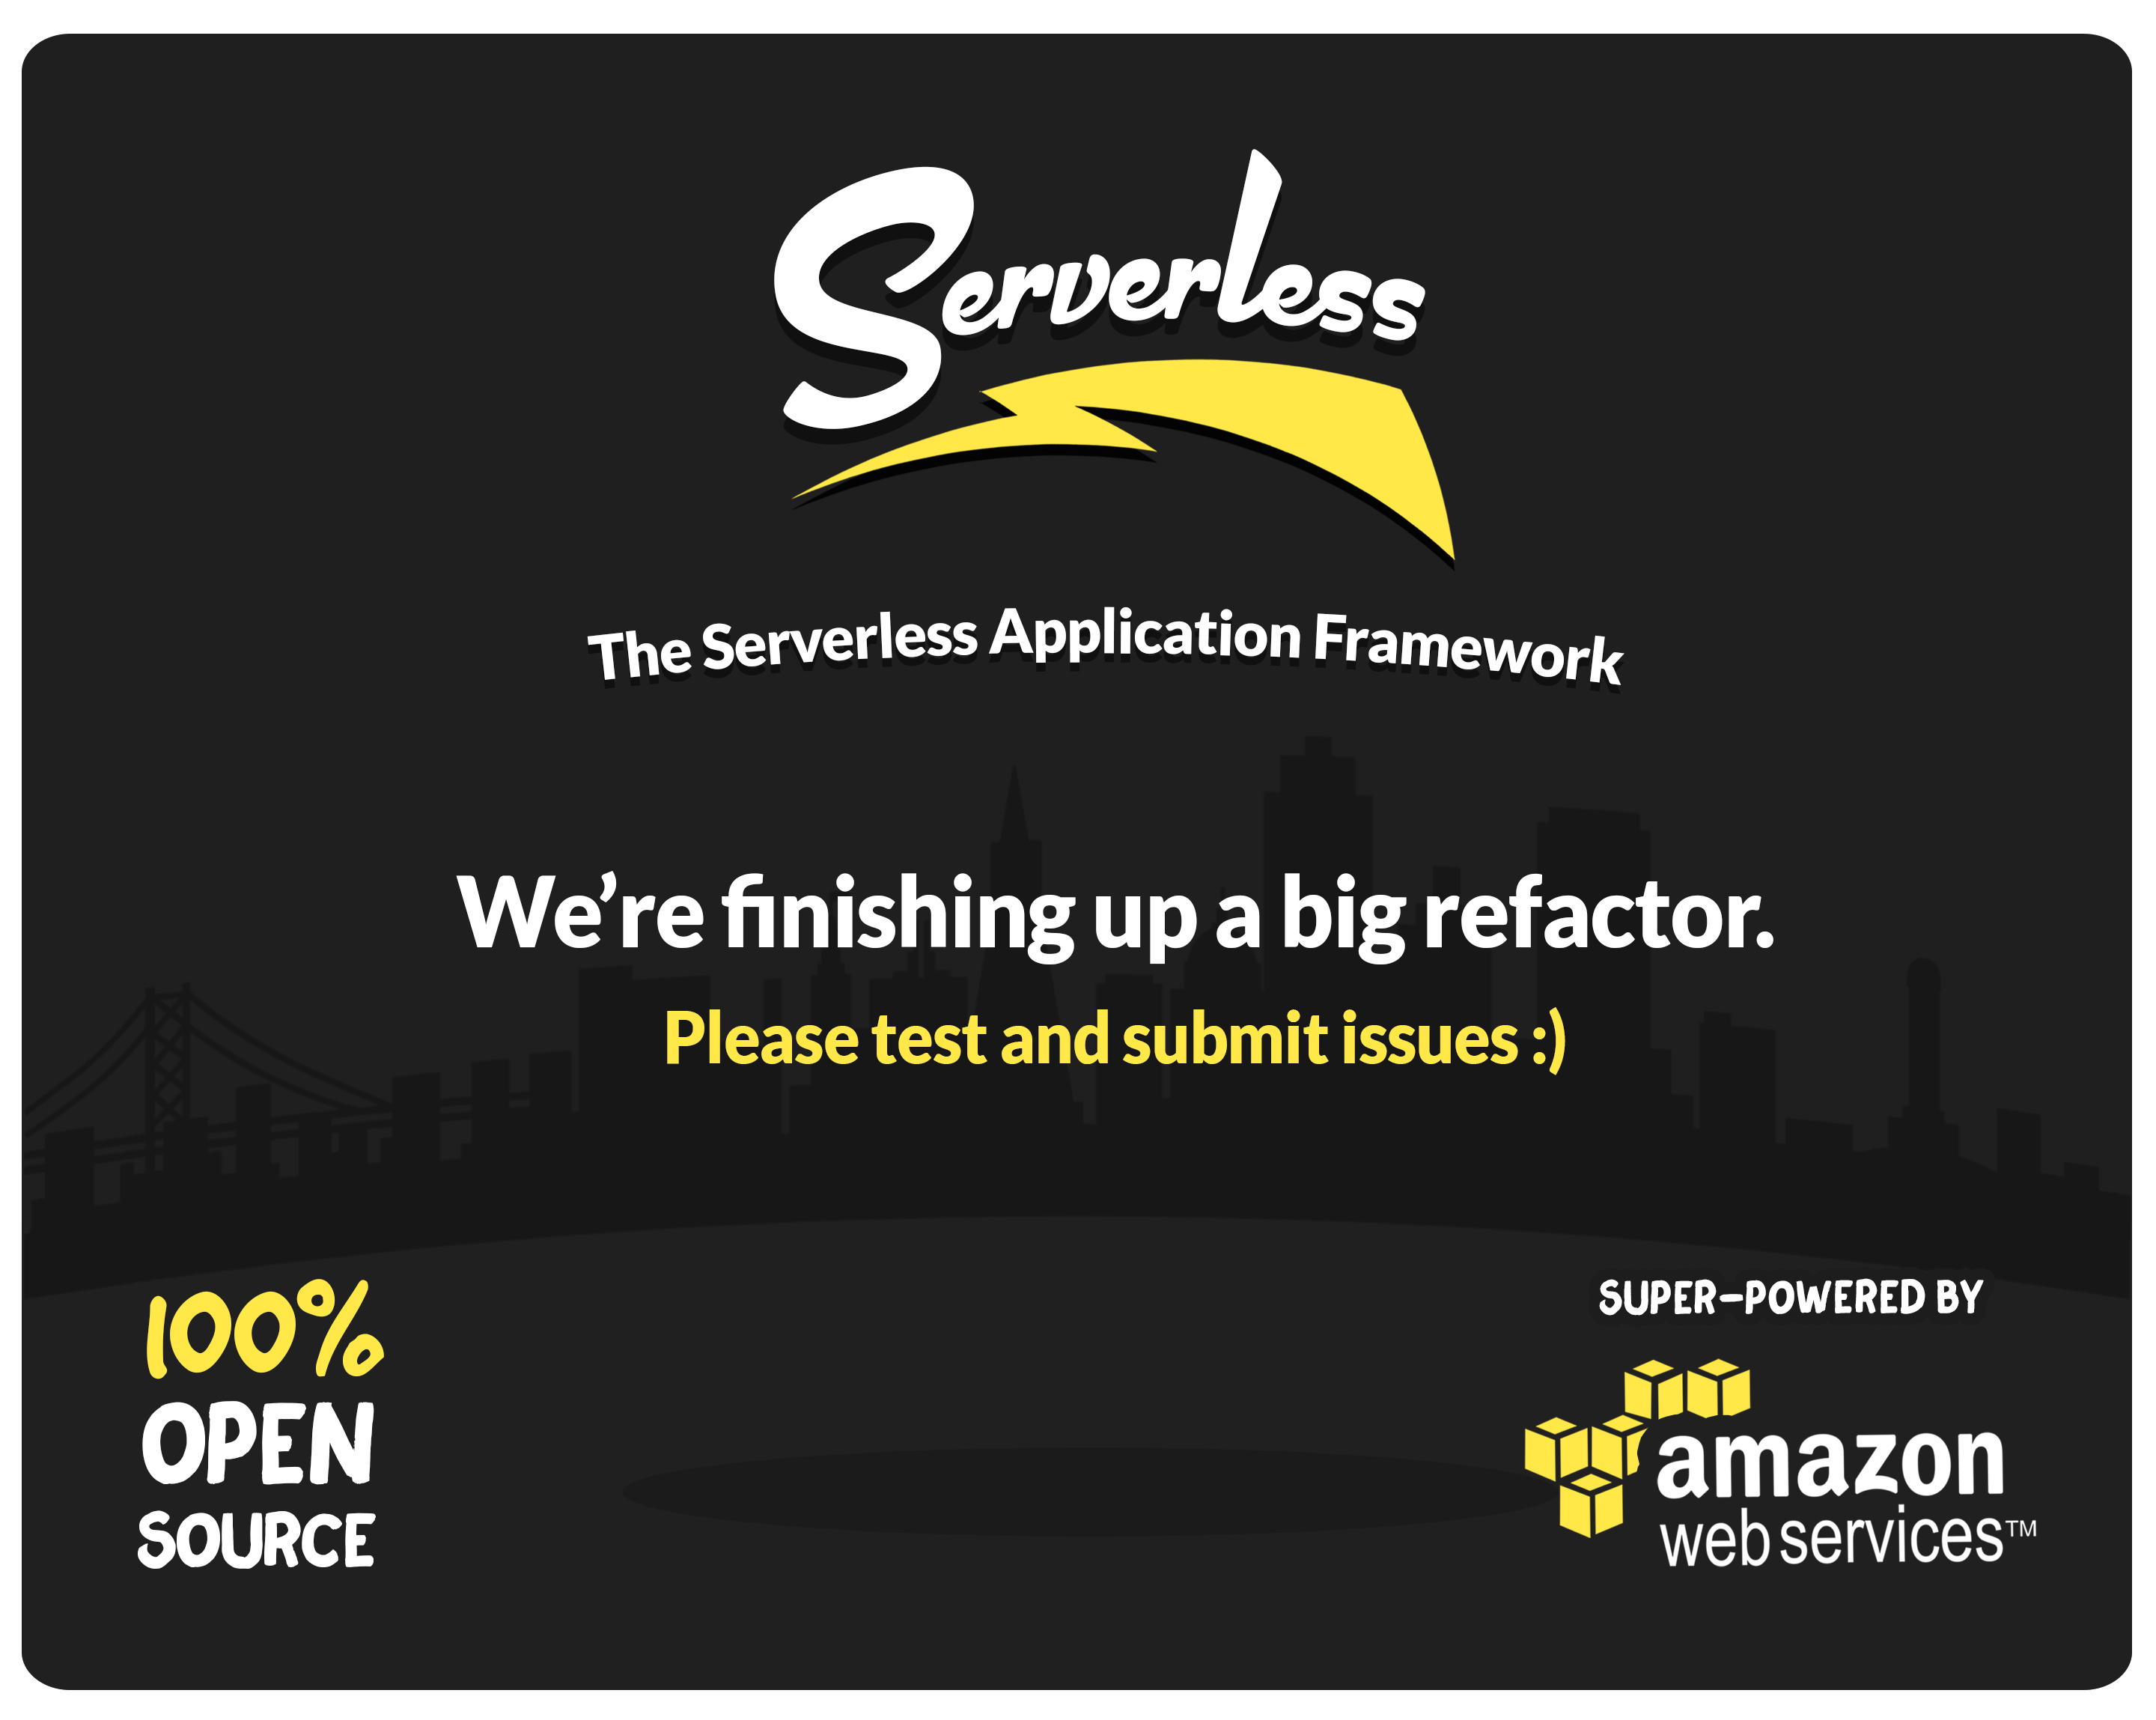 Serverless
The Serverless Application Framework
We’re finishing up a big refactor.
Please test and submit issues :)
100%
OPEN
SOURCE
SUPER-POWERED BY
amazon
web services™